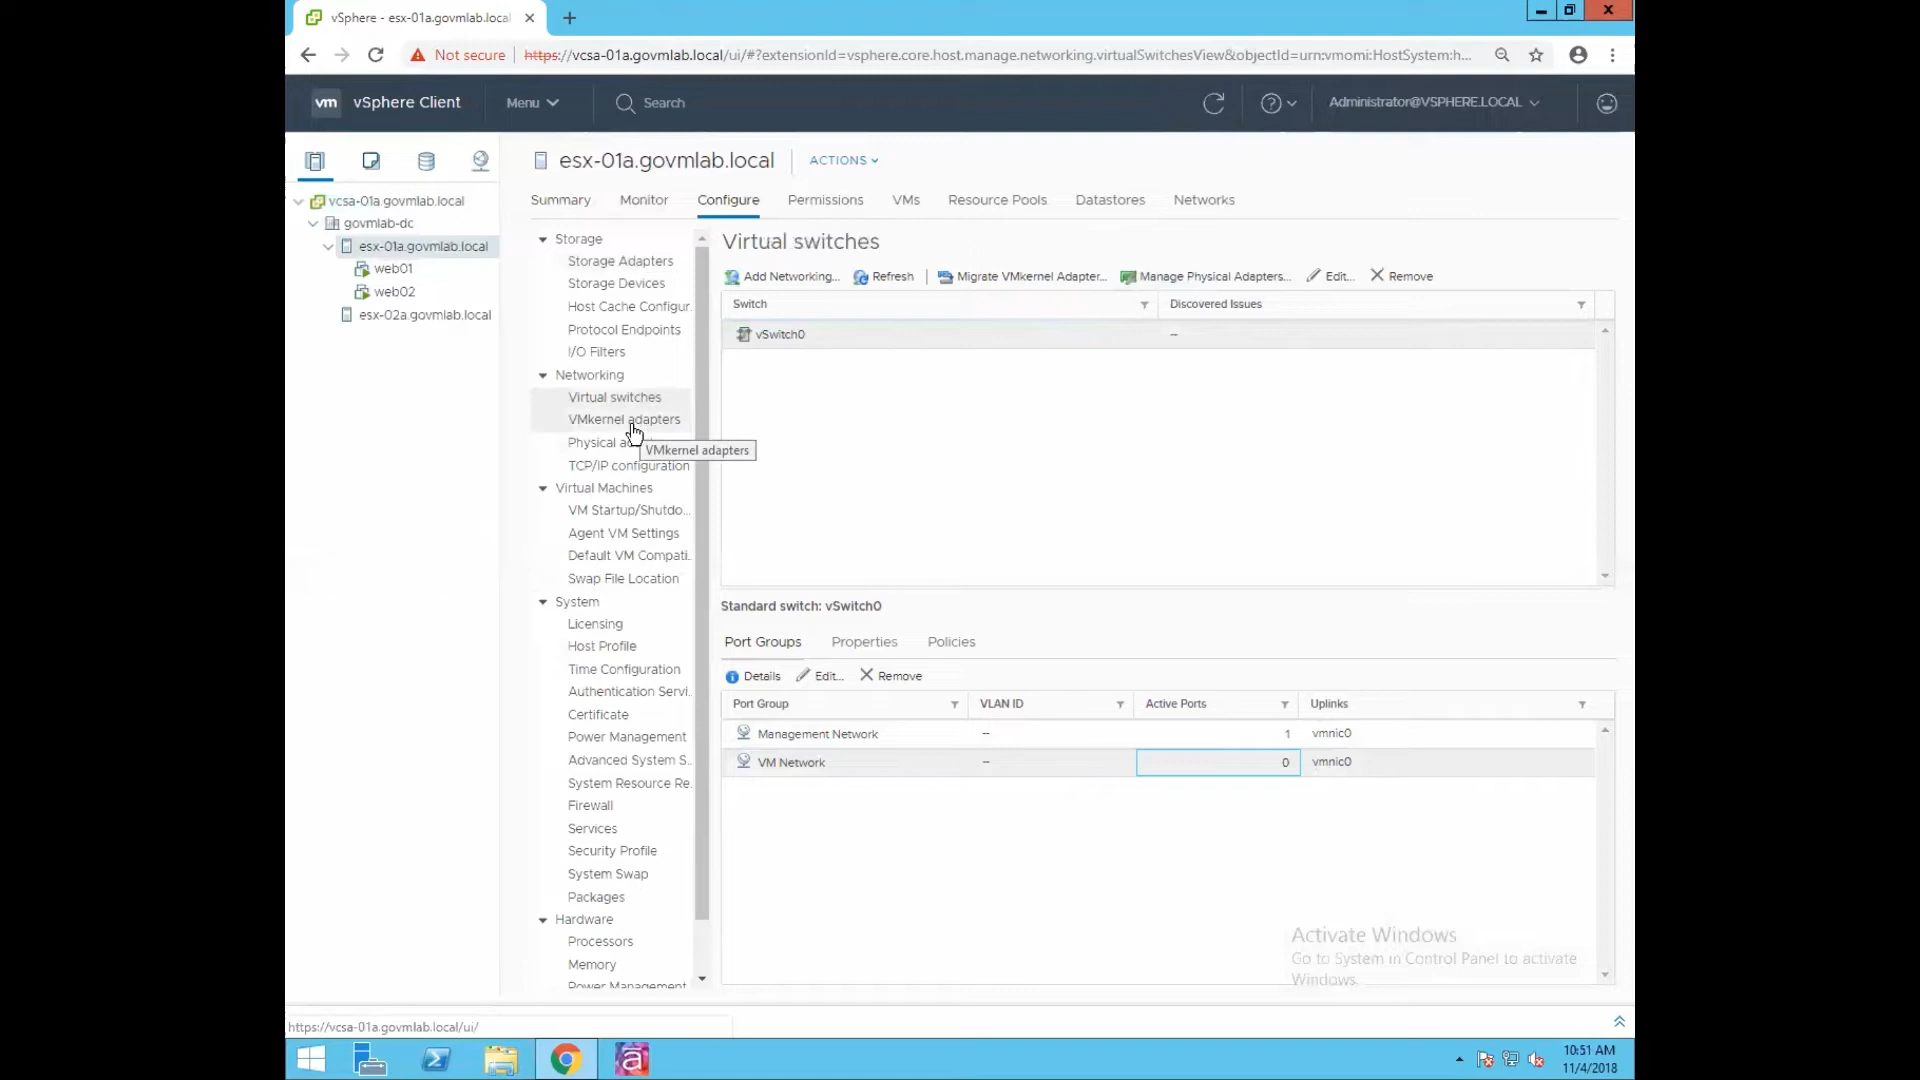 vSphere - esx-01a.govmlab.local
Not secure
https://vcsa-01a.govmlab.local/ui/#?extensionId=vsphere.core.host.manage.networking.virtualSwitchesView&objectId=urn:vmomi:HostSystem:h...
vm vSphere Client
Menu
Search
Administrator@VSPHERE.LOCAL
esx-01a.govmlab.local
ACTIONS
Summary
Monitor
Configure
Permissions
VMs
Resource Pools
Datastores
Networks
vcsa-01a.govmlab.local
govmlab-dc
esx-01a.govmlab.local
web01
web02
esx-02a.govmlab.local
Storage
Storage Adapters
Storage Devices
Host Cache Configur.
Protocol Endpoints
I/O Filters
Networking
Virtual switches
VMkernel adapters
Physical
TCP/IP configuration
Virtual Machines
VM Startup/Shutdo...
Agent VM Settings
Default VM Compati.
Swap File Location
System
Licensing
Host Profile
Time Configuration
Authentication Servi.
Certificate
Power Management
Advanced System S..
System Resource Re.
Firewall
Services
Security Profile
System Swap
Packages
Hardware
Processors
Memory
Power Management
VMkernel adapters
Virtual switches
Add Networking...
Refresh
Migrate VMkernel Adapter...
Manage Physical Adapters...
Edit...
Remove
Switch
Discovered Issues
vSwitch0
--
Standard switch: vSwitch0
Port Groups
Properties
Policies
Details
Edit...
Remove
Port Group
VLAN ID
Active Ports
Uplinks
Management Network
--
1
vmnic0
VM Network
--
0
vmnic0
Activate Windows
Go to System in Control Panel to activate
Windows.
https://vcsa-01a.govmlab.local/ui/
10:51 AM
11/4/2018